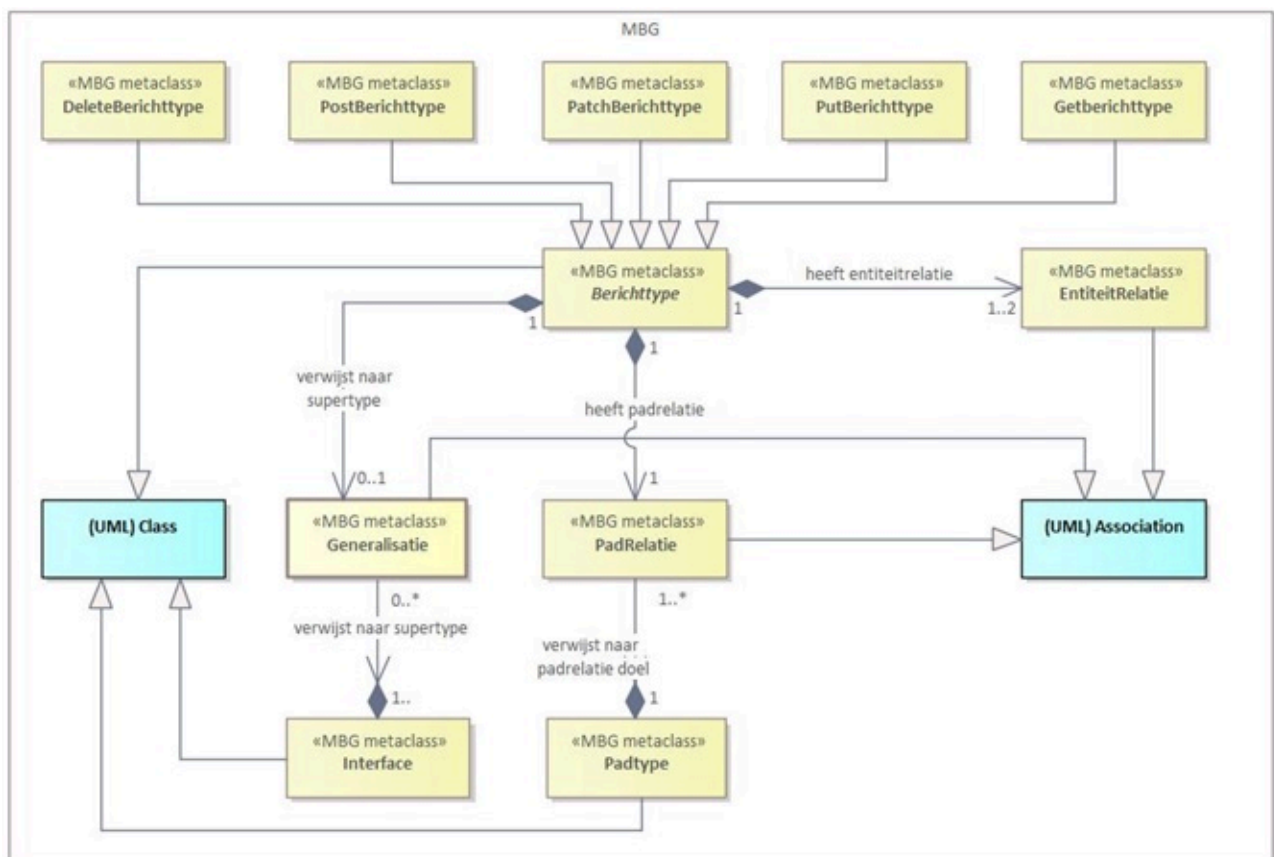 MBG
«MBG metaclass»
DeleteBerichttype
«MBG metaclass»
PostBerichttype
«MBG metaclass»
PatchBerichttype
«MBG metaclass»
PutBerichttype
«MBG metaclass»
Getberichttype
«MBG metaclass»
Berichttype
1
1
1
heeft entiteitrelatie
1..2
«MBG metaclass»
EntiteitRelatie
verwijst naar
supertype
0..1
heeft padrelatie
1
(UML) Class
«MBG metaclass»
Generalisatie
«MBG metaclass»
PadRelatie
(UML) Association
0..*
verwijst naar supertype
1..
1..*
verwijst naar
padrelatie doel
1
«MBG metaclass»
Interface
«MBG metaclass»
Padtype